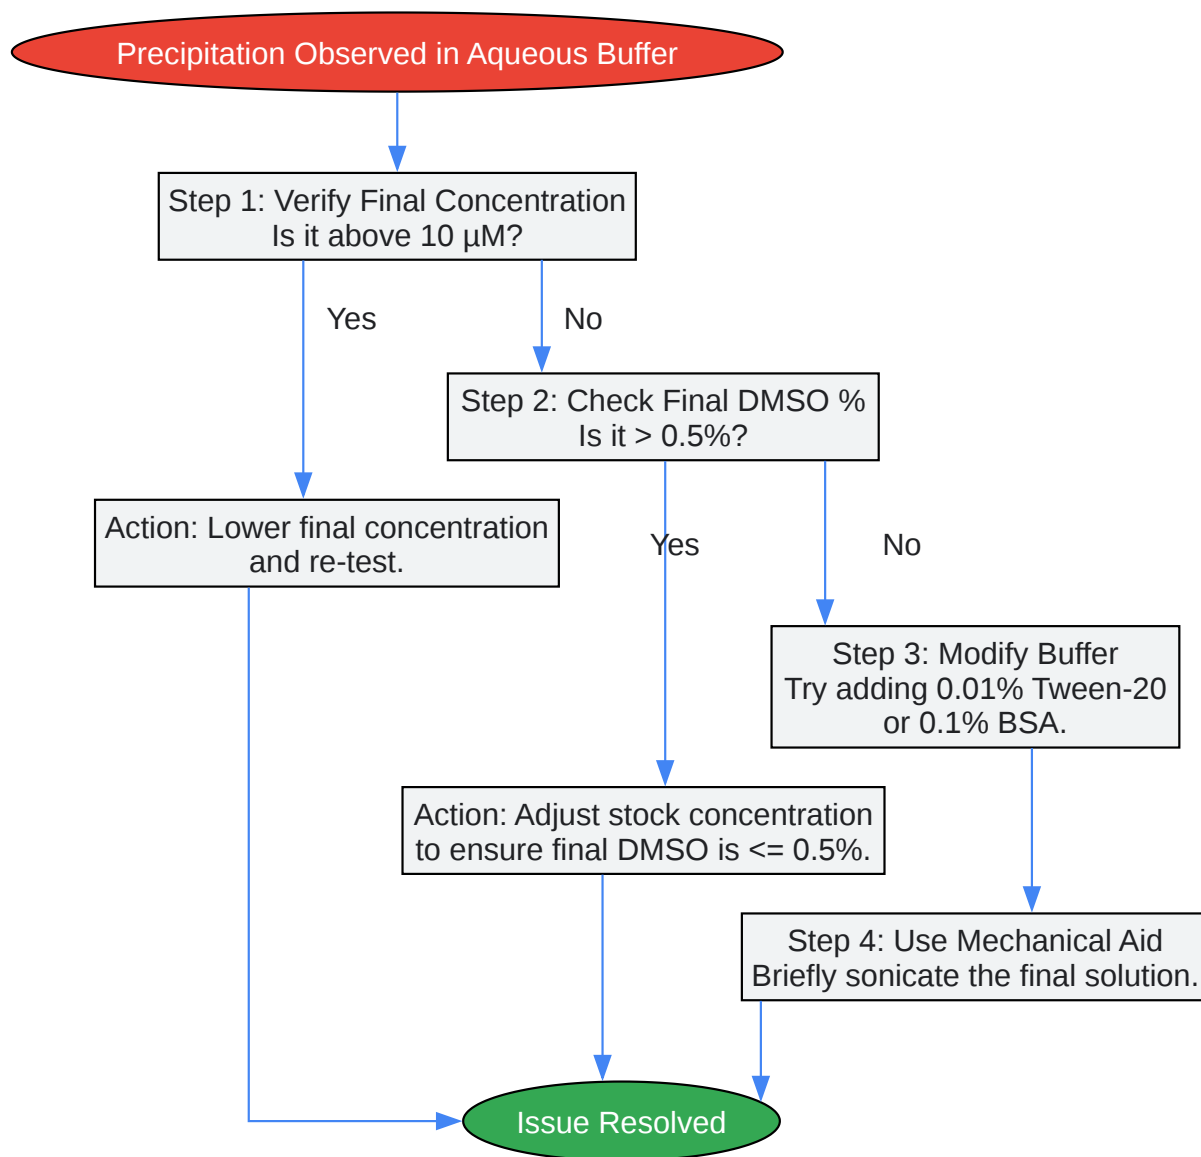 Precipitation Observed in Aqueous Buffer
Step 1: Verify Final Concentration
Is it above 10 µM?
Yes
No
Step 2: Check Final DMSO %
Is it > 0.5%?
Action: Lower final concentration
and re-test.
Yes
No
Step 3: Modify Buffer
Try adding 0.01% Tween-20
or 0.1% BSA.
Action: Adjust stock concentration
to ensure final DMSO is <= 0.5%.
Step 4: Use Mechanical Aid
Briefly sonicate the final solution.
Issue Resolved